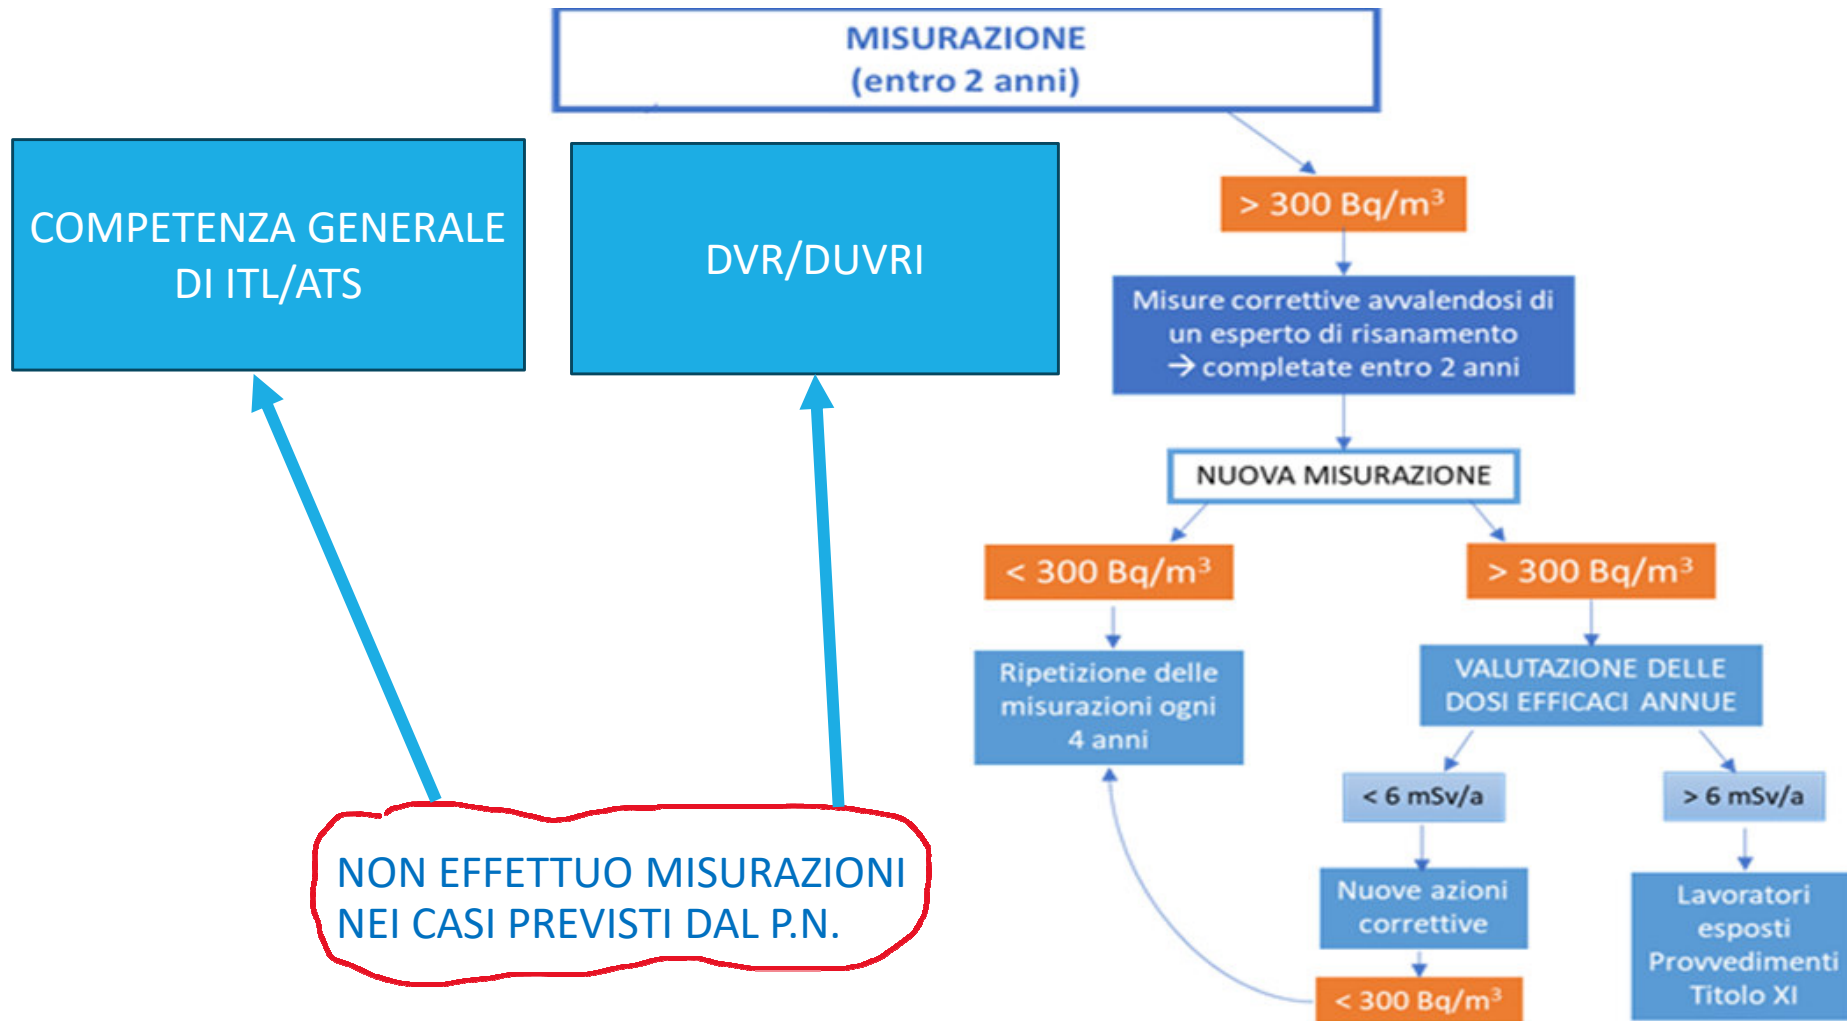 MISURAZIONE
(entro 2 anni)
COMPETENZA GENERALE
DI ITL/ATS
DVR/DUVRI
> 300 Bq/m³
Misure correttive avvalendosi di
un esperto di risanamento
→ completate entro 2 anni
NUOVA MISURAZIONE
< 300 Bq/m³
> 300 Bq/m³
Ripetizione delle
misurazioni ogni
4 anni
VALUTAZIONE DELLE
DOSI EFFICACI ANNUE
< 6 mSv/a
> 6 mSv/a
NON EFFETTUO MISURAZIONI
NEI CASI PREVISTI DAL P.N.
Nuove azioni
correttive
Lavoratori
esposti
Provvedimenti
Titolo XI
< 300 Bq/m³